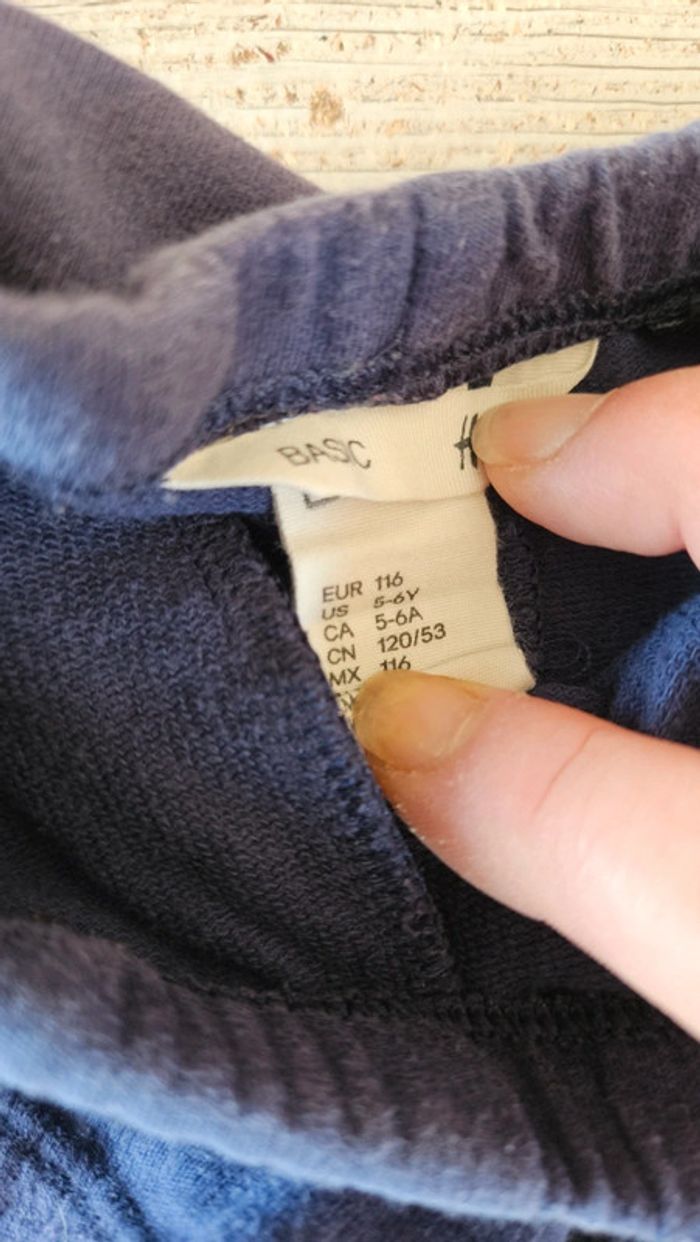 BASIC
EUR 116
US 5-6Y
CA 5-6A
CN 120/53
MX 116